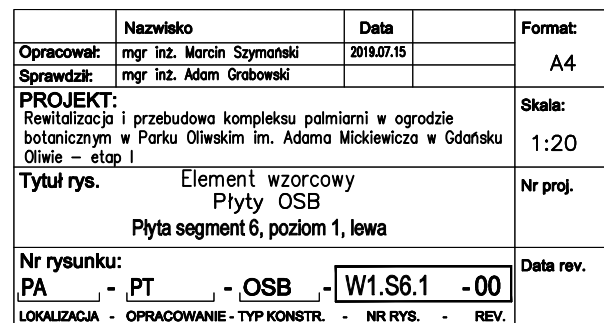 Nazwisko Data Format:
Opracował: mgr inż. Marcin Szymański 2019.07.15 A4
Sprawdził: mgr inż. Adam Grabowski
PROJEKT:
Rewitalizacja i przebudowa kompleksu palmiarni w ogrodzie
botanicznym w Parku Oliwskim im. Adama Mickiewicza w Gdańsku
Oliwie – etap I
Skala:
1:20
Tytuł rys. Element wzorcowy
Płyty OSB
Płyta segment 6, poziom 1, lewa
Nr proj.
Nr rysunku:
PA - PT - OSB - W1.S6.1 - 00
LOKALIZACJA - OPRACOWANIE - TYP KONSTR. - NR RYS. - REV.
Data rev.